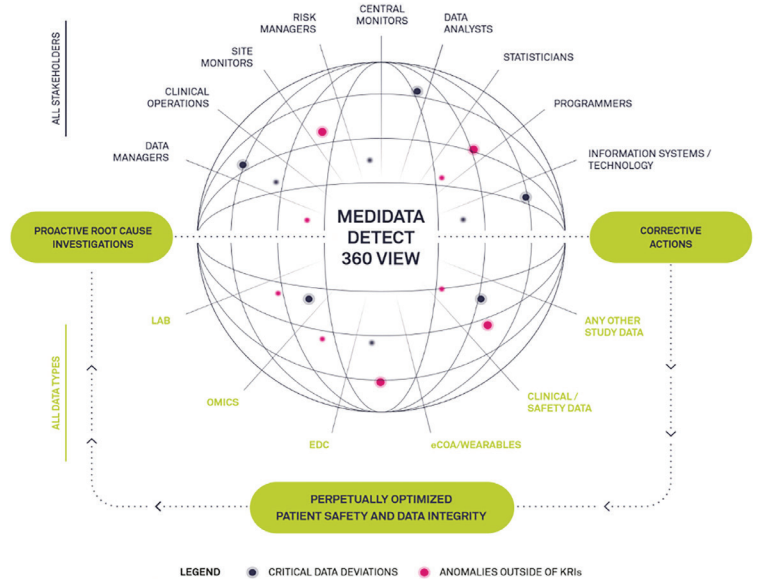 ALL STAKEHOLDERS
CENTRAL
MONITORS
RISK
MANAGERS
DATA
ANALYSTS
SITE
MONITORS
STATISTICIANS
CLINICAL
OPERATIONS
PROGRAMMERS
DATA
MANAGERS
INFORMATION SYSTEMS /
TECHNOLOGY
PROACTIVE ROOT CAUSE
INVESTIGATIONS
MEDIDATA
DETECT
360 VIEW
CORRECTIVE
ACTIONS
ALL DATA TYPES
LAB
OMICS
EDC
eCOA/WEARABLES
CLINICAL /
SAFETY DATA
ANY OTHER
STUDY DATA
PERPETUALLY OPTIMIZED
PATIENT SAFETY AND DATA INTEGRITY
LEGEND
CRITICAL DATA DEVIATIONS
ANOMALIES OUTSIDE OF KRIs